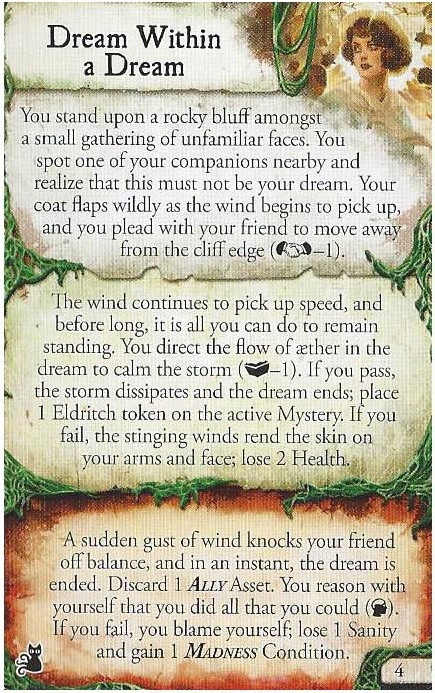 Dream Within
a Dream
You stand upon a rocky bluff amongst
a small gathering of unfamiliar faces. You
spot one of your companions nearby and
realize that this must not be your dream. Your
coat flaps wildly as the wind begins to pick up,
and you plead with your friend to move away
from the cliff edge (–1).
The wind continues to pick up speed, and
before long, it is all you can do to remain
standing. You direct the flow of æther in the
dream to calm the storm (–1). If you pass,
the storm dissipates and the dream ends; place
1 Eldritch token on the active Mystery. If you
fail, the stinging winds rend the skin on
your arms and face; lose 2 Health.
A sudden gust of wind knocks your friend
off balance, and in an instant, the dream is
ended. Discard 1 ALLY Asset. You reason with
yourself that you did all that you could ().
If you fail, you blame yourself; lose 1 Sanity
and gain 1 MADNESS Condition.
4